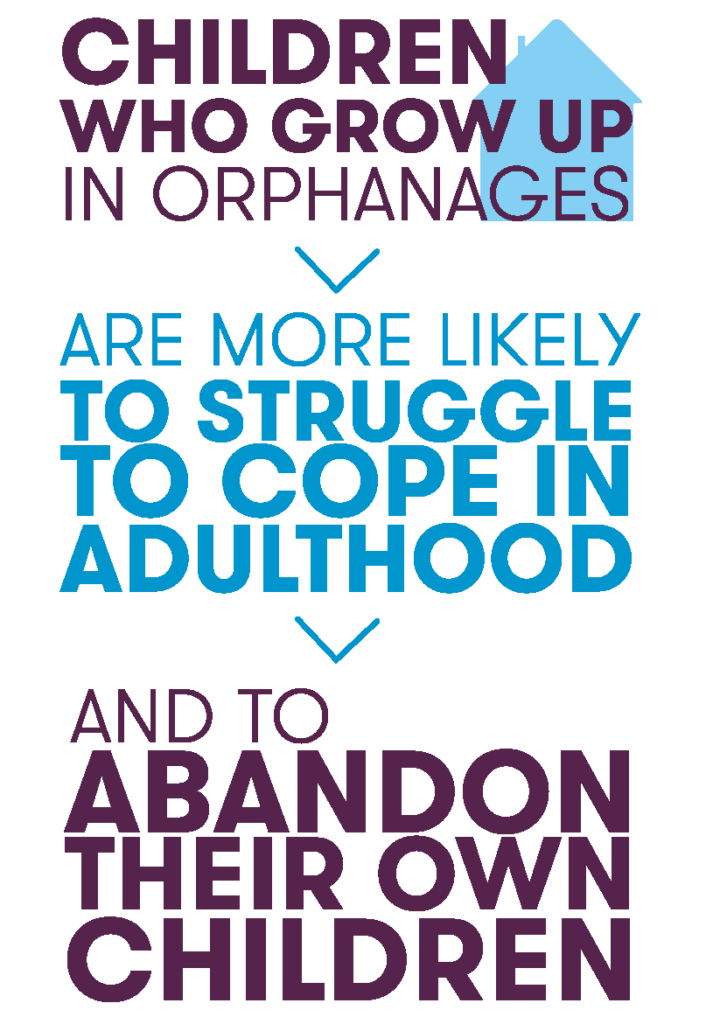 CHILDREN
WHO GROW UP
IN ORPHANAGES
ARE MORE LIKELY
TO STRUGGLE
TO COPE IN
ADULTHOOD
AND TO
ABANDON
THEIR OWN
CHILDREN